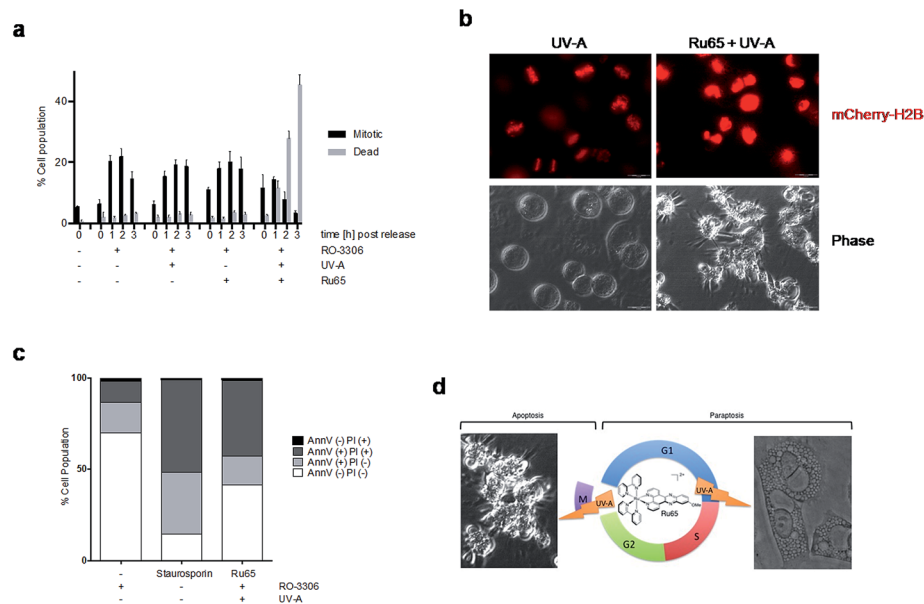 a
% Cell population
40
20
0
Mitotic
Dead
0 0 1 2 3 0 1 2 3 0 1 2 3 0 1 2 3 time [h] post release
- + + + + RO-3306
- - + - + UV-A
- - - + + Ru65
b
UV-A Ru65 + UV-A
mCherry-H2B
Phase
c
% Cell Population
100
50
0
AnnV (-) PI (+)
AnnV (+) PI (+)
AnnV (+) PI (-)
AnnV (-) PI (-)
- Staurosporin Ru65
+ - + RO-3306
- - + UV-A
d
Apoptosis Paraptosis
G1
M
UV-A
UV-A
2+
Ru65
OMe
G2
S